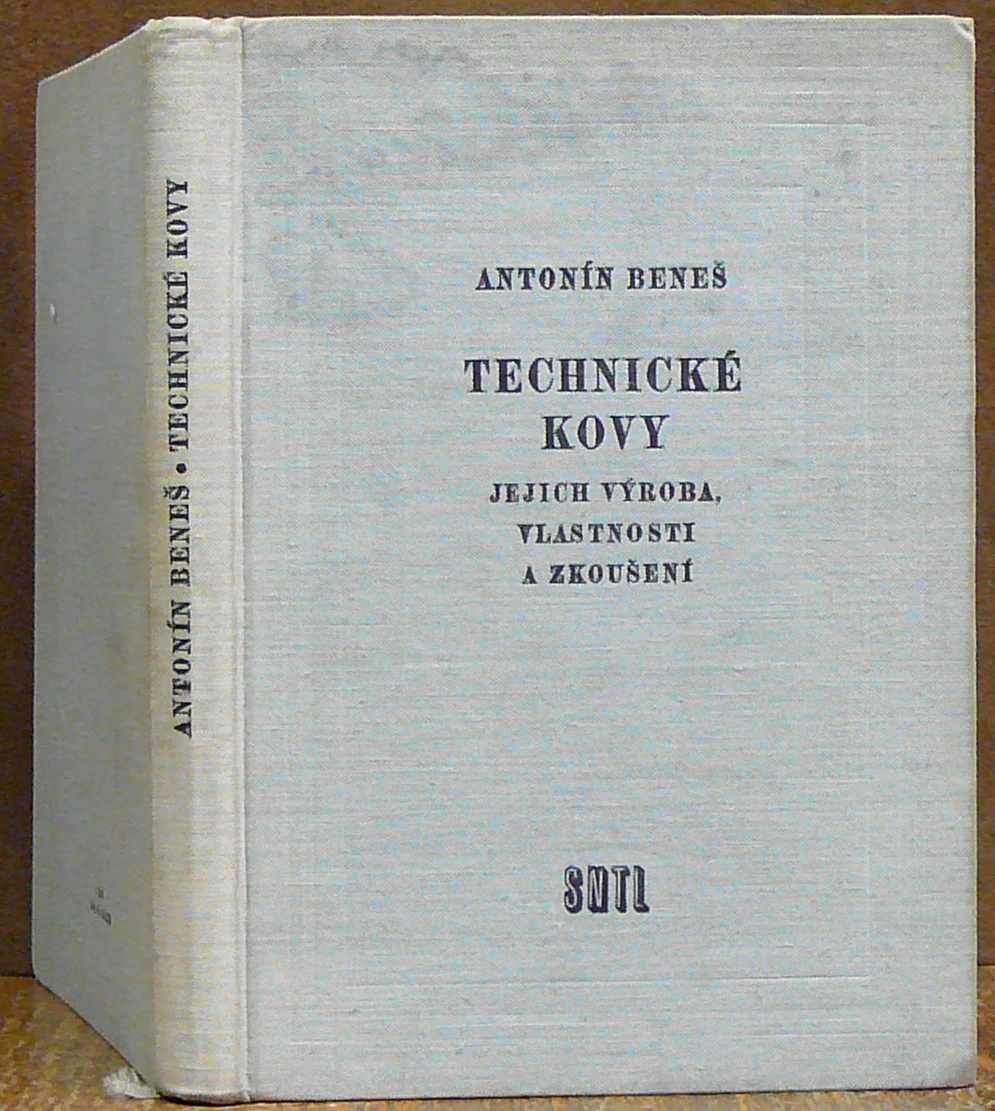 ANTONÍN BENEŠ • TECHNICKÉ KOVY
ANTONÍN BENEŠ
TECHNICKÉ
KOVY
JEJICH VÝROBA,
VLASTNOSTI
A ZKOUŠENÍ
SNTL